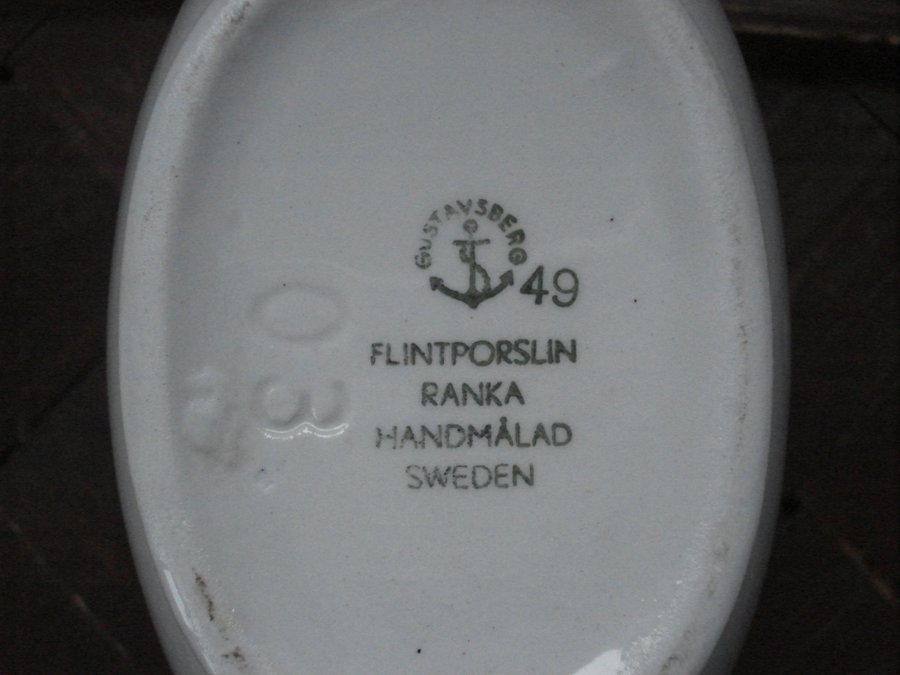 GUSTAVSBERG
49
FLINTPORSLIN
RANKA
HANDMÅLAD
SWEDEN